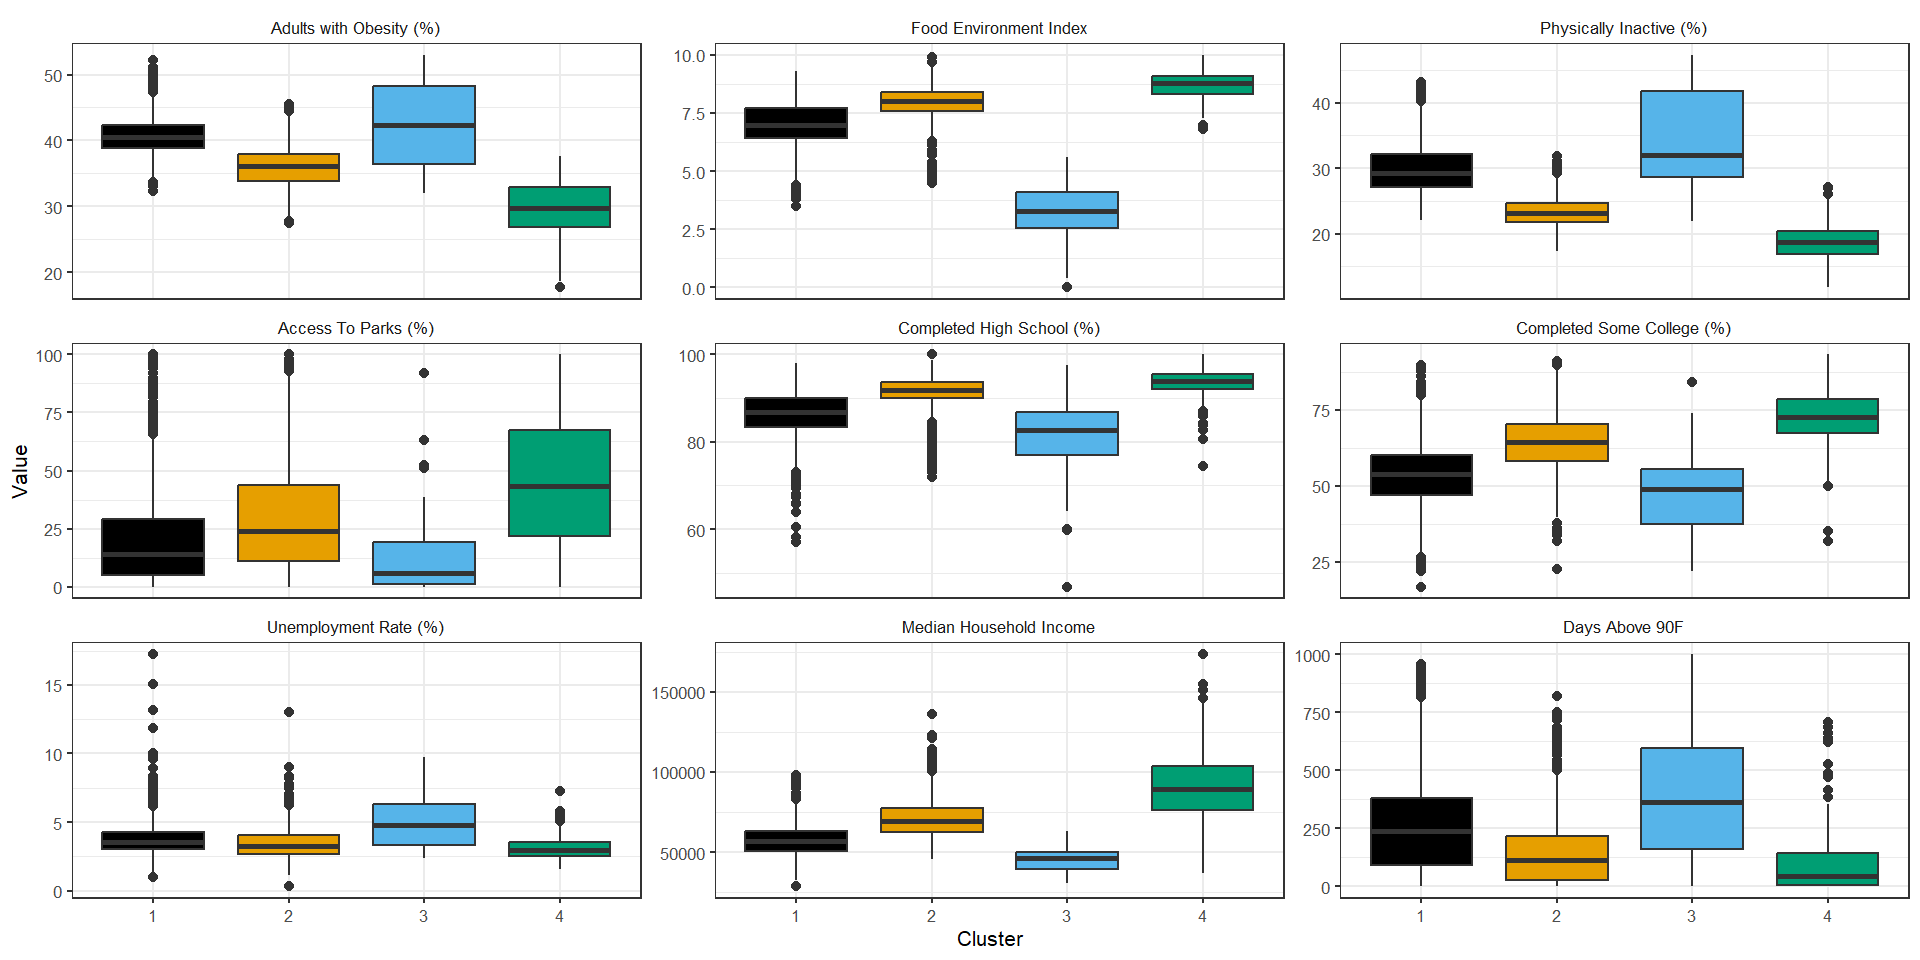 Adults with Obesity (%)
Food Environment Index
Physically Inactive (%)
50
40
30
20
10.0
7.5
5.0
2.5
0.0
40
30
20
Access To Parks (%)
Completed High School (%)
Completed Some College (%)
100
75
50
25
0
100
80
60
75
50
25
Value
Unemployment Rate (%)
Median Household Income
Days Above 90F
15
10
5
0
150000
100000
50000
1000
750
500
250
0
1 2 3 4
1 2 3 4
1 2 3 4
Cluster